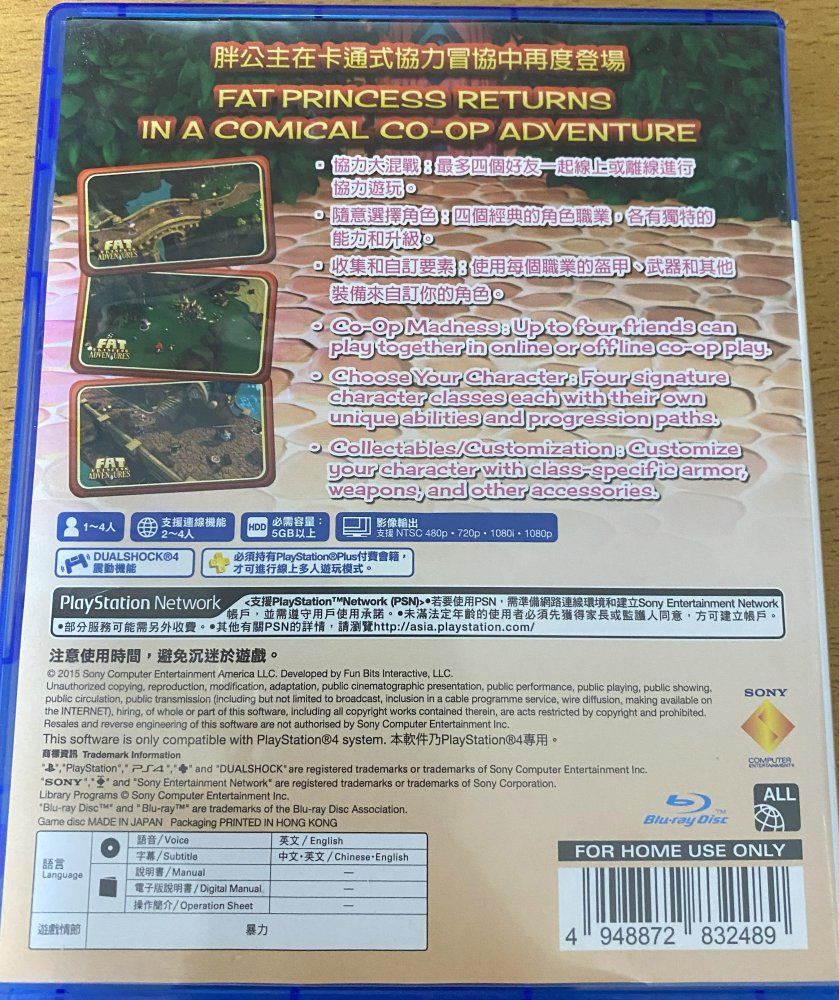 胖公主在卡通式協力冒協中再度登場
FAT PRINCESS RETURNS
IN A COMICAL CO-OP ADVENTURE
• 協力大混戰：最多四個好友一起線上或離線進行
協力遊玩。
• 隨意選擇角色：四個經典的角色職業，各有獨特的
能力和升級。
• 收集和自訂要素：使用每個職業的盔甲、武器和其他
裝備來自訂你的角色。
• Co-Op Madness : Up to four friends can
play together in online or offline co-op play.
• Choose Your Character : Four signature
character classes each with their own
unique abilities and progression paths.
• Collectables/Customization : Customize
your character with class-specific armor,
weapons, and other accessories.
FAT
PRINCESS
ADVENTURES
FAT
PRINCESS
ADVENTURES
FAT
PRINCESS
ADVENTURES
1~4人
支援連線機能
2~4人
HDD 必需容量：
5GB以上
影像輸出
支援 NTSC 480p・720p・1080i・1080p
DUALSHOCK®4
震動機能
必須持有PlayStation®Plus付費會籍，
才可進行線上多人遊玩模式。
PlayStation Network <支援PlayStation™Network (PSN)>•若要使用PSN，需準備網路連線環境和建立Sony Entertainment Network
帳戶，並需遵守用戶使用承諾。•未滿法定年齡的使用者必須先獲得家長或監護人同意，方可建立帳戶。
•部分服務可能需另外收費。•其他有關PSN的詳情，請瀏覽http://asia.playstation.com/
注意使用時間，避免沉迷於遊戲。
© 2015 Sony Computer Entertainment America LLC. Developed by Fun Bits Interactive, LLC.
Unauthorized copying, reproduction, modification, adaptation, public cinematographic presentation, public performance, public playing, public showing,
public circulation, public transmission (including but not limited to broadcast, inclusion in a cable programme service, wire diffusion, making available on
the INTERNET), hiring, of whole or part of this software, including all copyright works contained therein, are acts restricted by copyright and prohibited.
Resales and reverse engineering of this software are not authorised by Sony Computer Entertainment Inc.
This software is only compatible with PlayStation®4 system. 本軟件乃PlayStation®4專用。
商標資訊 Trademark Information
" ","PlayStation"," PS4 "," " and "DUALSHOCK" are registered trademarks or trademarks of Sony Computer Entertainment Inc.
"SONY"," " and "Sony Entertainment Network" are registered trademarks or trademarks of Sony Corporation.
Library Programs © Sony Computer Entertainment Inc.
"Blu-ray Disc™" and "Blu-ray™" are trademarks of the Blu-ray Disc Association.
Game disc MADE IN JAPAN Packaging PRINTED IN HONG KONG
SONY
COMPUTER
ENTERTAINMENT®
Blu-ray Disc™
ALL
語言
Language
語音/Voice 英文/English
字幕/Subtitle 中文・英文/Chinese・English
說明書/Manual —
電子版說明書/Digital Manual —
操作簡介/Operation Sheet —
遊戲情節 暴力
FOR HOME USE ONLY
4 948872 832489